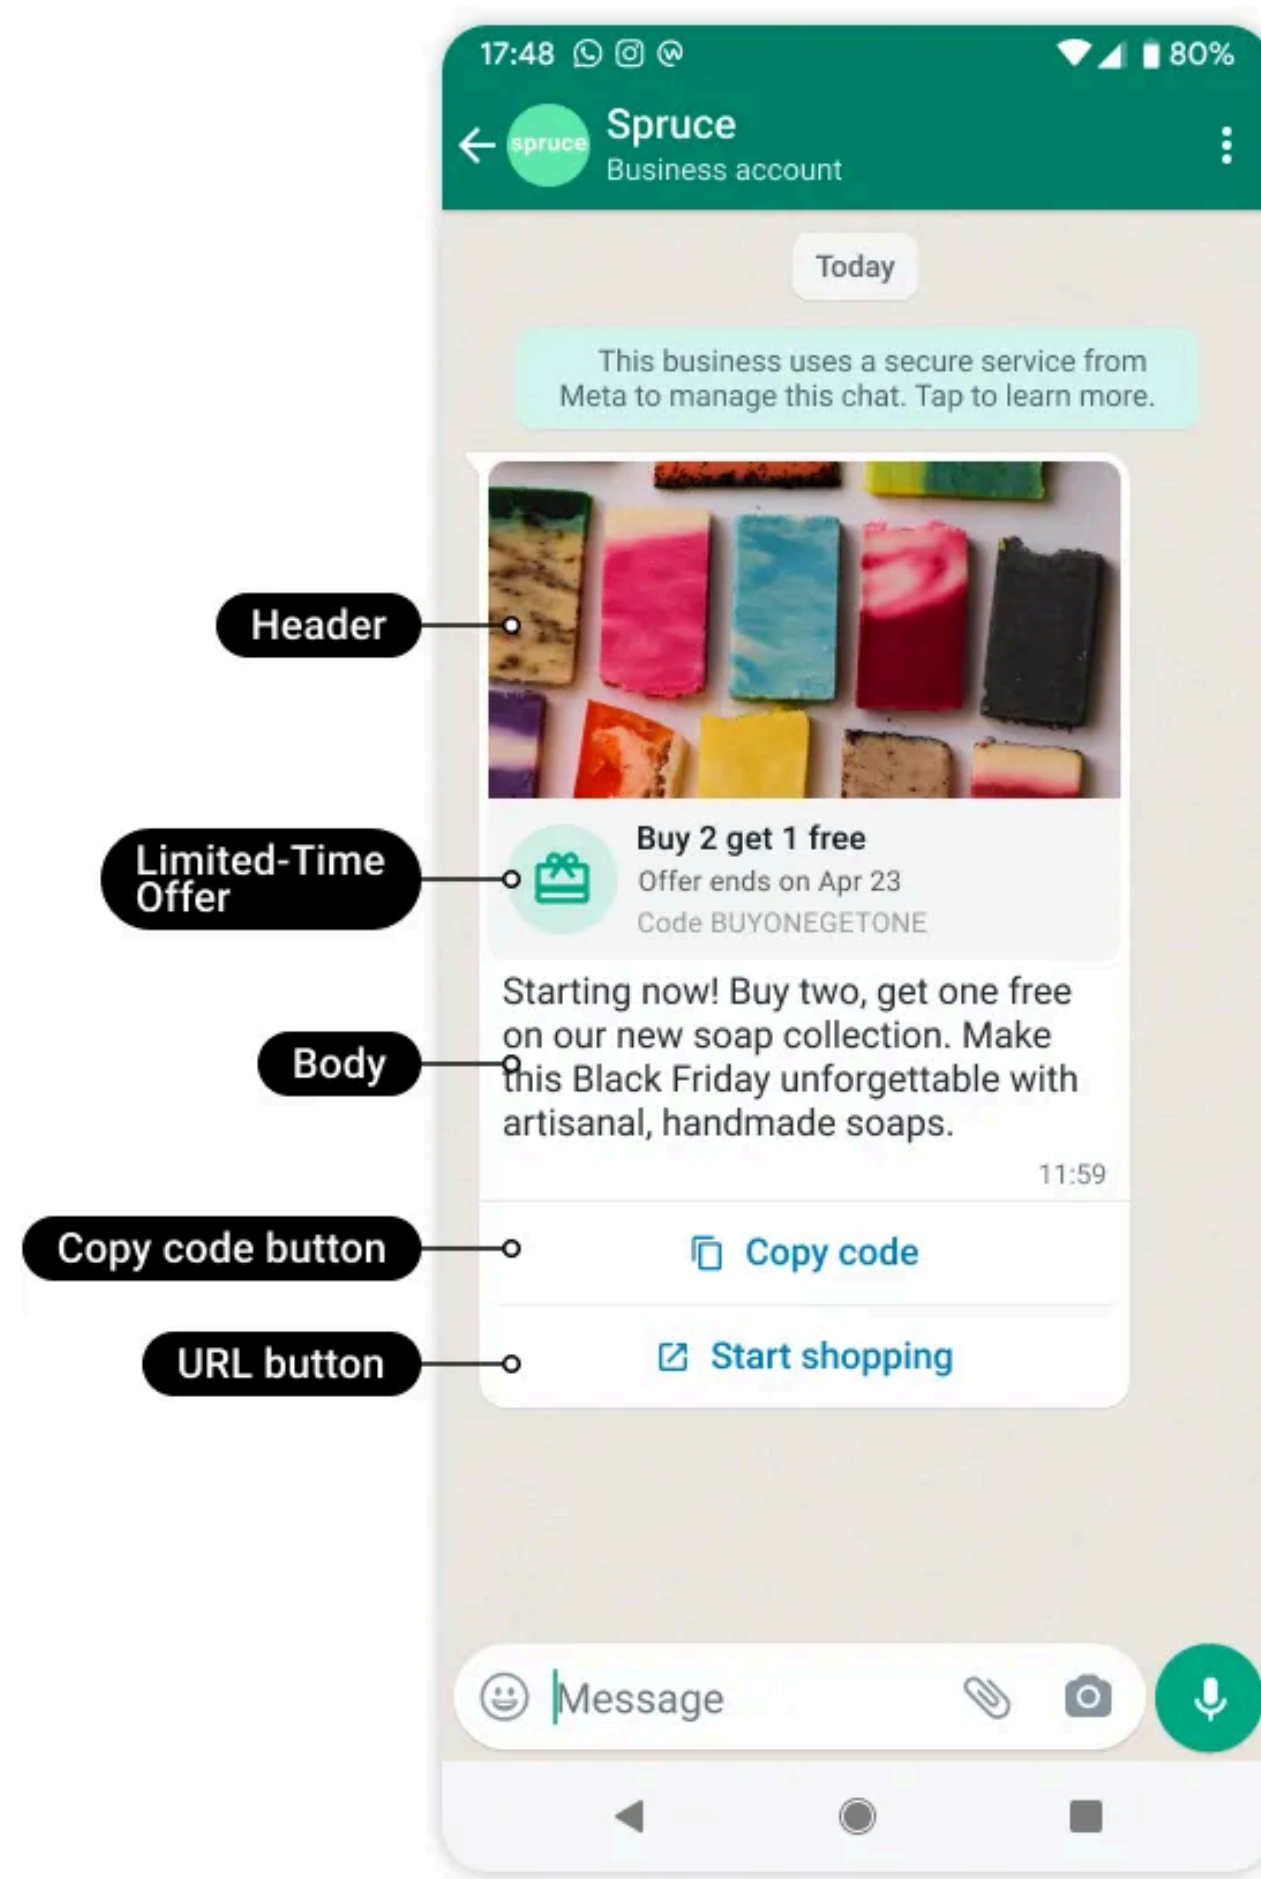 17:48
80%
spruce
Spruce
Business account
Today
This business uses a secure service from
Meta to manage this chat. Tap to learn more.
Header
Limited-Time
Offer
Buy 2 get 1 free
Offer ends on Apr 23
Code BUYONEGETONE
Body
Starting now! Buy two, get one free
on our new soap collection. Make
this Black Friday unforgettable with
artisanal, handmade soaps.
11:59
Copy code button
Copy code
URL button
Start shopping
Message